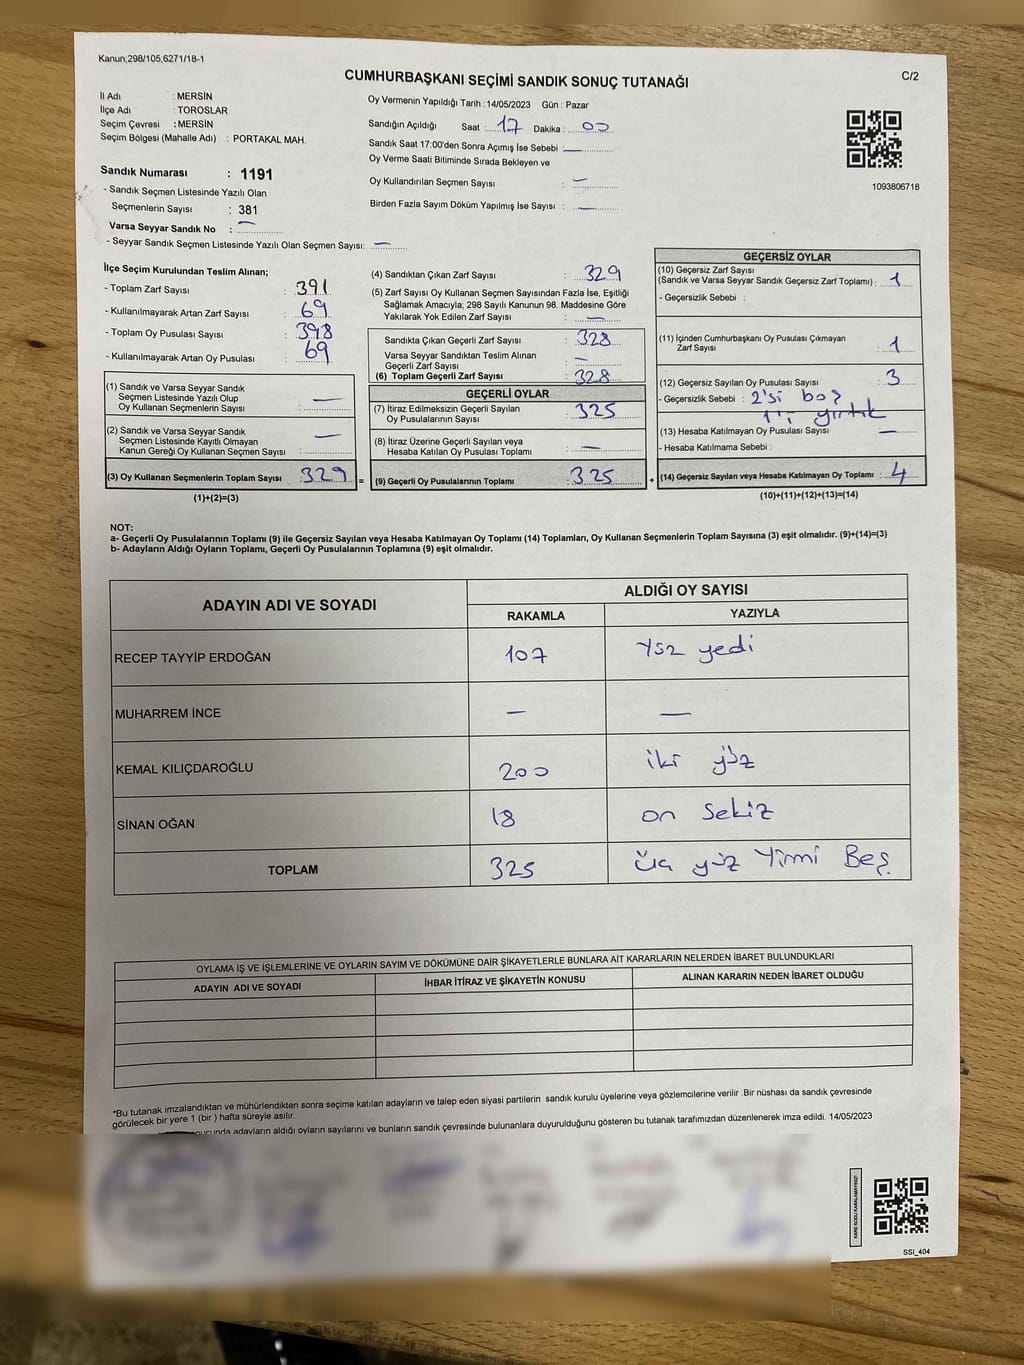 Kanun;298/105,6271/18-1
CUMHURBAŞKANI SEÇİMİ SANDIK SONUÇ TUTANAĞI
C/2
İl Adı : MERSİN
İlçe Adı : TOROSLAR
Seçim Çevresi : MERSİN
Seçim Bölgesi (Mahalle Adı) : PORTAKAL MAH.
Oy Vermenin Yapıldığı Tarih : 14/05/2023 Gün : Pazar
Sandığın Açıldığı Saat : 17 Dakika : 00
Sandık Saat 17:00'den Sonra Açımış İse Sebebi : —
Oy Verme Saati Bitiminde Sırada Bekleyen ve
Oy Kullandırılan Seçmen Sayısı : —
Birden Fazla Sayım Döküm Yapılmış İse Sayısı : —
1093806718
Sandık Numarası : 1191
- Sandık Seçmen Listesinde Yazılı Olan
Seçmenlerin Sayısı : 381
Varsa Seyyar Sandık No : —
- Seyyar Sandık Seçmen Listesinde Yazılı Olan Seçmen Sayısı: —
İlçe Seçim Kurulundan Teslim Alınan;
- Toplam Zarf Sayısı : 391
- Kullanılmayarak Artan Zarf Sayısı : 69
- Toplam Oy Pusulası Sayısı : 398
- Kullanılmayarak Artan Oy Pusulası : 69
(1) Sandık ve Varsa Seyyar Sandık
Seçmen Listesinde Yazılı Olup
Oy Kullanan Seçmenlerin Sayısı : —
(2) Sandık ve Varsa Seyyar Sandık
Seçmen Listesinde Kayıtlı Olmayan
Kanun Gereği Oy Kullanan Seçmen Sayısı : —
(3) Oy Kullanan Seçmenlerin Toplam Sayısı : 329 =
(1)+(2)=(3)
(4) Sandıktan Çıkan Zarf Sayısı : 329
(5) Zarf Sayısı Oy Kullanan Seçmen Sayısından Fazla İse, Eşitliği
Sağlamak Amacıyla; 298 Sayılı Kanunun 98. Maddesine Göre
Yakılarak Yok Edilen Zarf Sayısı : —
Sandıkta Çıkan Geçerli Zarf Sayısı : 328
Varsa Seyyar Sandıktan Teslim Alınan
Geçerli Zarf Sayısı : —
(6) Toplam Geçerli Zarf Sayısı : 328
GEÇERLİ OYLAR
(7) İtiraz Edilmeksizin Geçerli Sayılan
Oy Pusulalarının Sayısı : 325
(8) İtiraz Üzerine Geçerli Sayılan veya
Hesaba Katılan Oy Pusulası Toplamı : —
(9) Geçerli Oy Pusulalarının Toplamı : 325 +
GEÇERSİZ OYLAR
(10) Geçersiz Zarf Sayısı
(Sandık ve Varsa Seyyar Sandık Geçersiz Zarf Toplamı) : 1
- Geçersizlik Sebebi :
(11) İçinden Cumhurbaşkanı Oy Pusulası Çıkmayan
Zarf Sayısı : 1
(12) Geçersiz Sayılan Oy Pusulası Sayısı : 3
- Geçersizlik Sebebi : 2'si boş
1'i yırtık
(13) Hesaba Katılmayan Oy Pusulası Sayısı : —
- Hesaba Katılmama Sebebi :
(14) Geçersiz Sayılan veya Hesaba Katılmayan Oy Toplamı : 4
(10)+(11)+(12)+(13)=(14)
NOT:
a- Geçerli Oy Pusulalarının Toplamı (9) ile Geçersiz Sayılan veya Hesaba Katılmayan Oy Toplamı (14) Toplamları, Oy Kullanan Seçmenlerin Toplam Sayısına (3) eşit olmalıdır. (9)+(14)=(3)
b- Adayların Aldığı Oyların Toplamı, Geçerli Oy Pusulalarının Toplamına (9) eşit olmalıdır.
ADAYIN ADI VE SOYADI ALDIĞI OY SAYISI
RAKAMLA YAZIYLA
RECEP TAYYİP ERDOĞAN 107 yüz yedi
MUHARREM İNCE — —
KEMAL KILIÇDAROĞLU 200 iki yüz
SİNAN OĞAN 18 on sekiz
TOPLAM 325 üç yüz Yirmi Beş
OYLAMA İŞ VE İŞLEMLERİNE VE OYLARIN SAYIM VE DÖKÜMÜNE DAİR ŞİKAYETLERLE BUNLARA AİT KARARLARIN NELERDEN İBARET BULUNDUKLARI
ADAYIN ADI VE SOYADI İHBAR İTİRAZ VE ŞİKAYETİN KONUSU ALINAN KARARIN NEDEN İBARET OLDUĞU
*Bu tutanak imzalandıktan ve mühürlendikten sonra seçime katılan adayların ve talep eden siyasi partilerin sandık kurulu üyelerine veya gözlemcilerine verilir .Bir nüshası da sandık çevresinde
görülecek bir yere 1 (bir ) hafta süreyle asılır.
adayların aldığı oyların sayılarını ve bunların sandık çevresinde bulunanlara duyurulduğunu gösteren bu tutanak tarafımızdan düzenlenerek imza edildi. 14/05/2023
KARE KODU KARALAMAYINIZ!
SSI_404